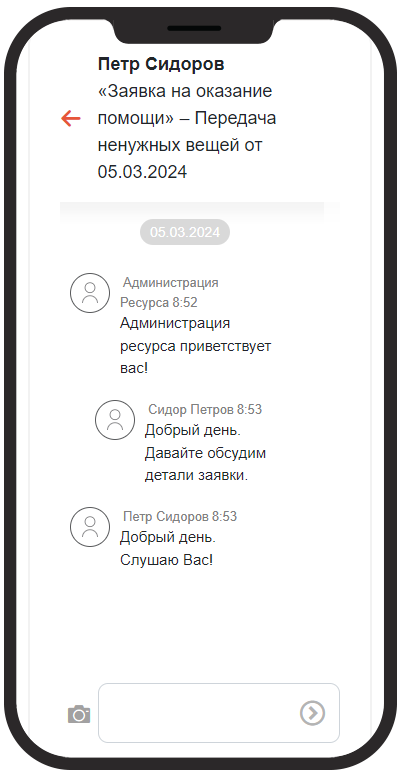 Петр Сидоров
«Заявка на оказание
помощи» – Передача
ненужных вещей от
05.03.2024
05.03.2024
Администрация
Ресурса 8:52
Администрация
ресурса приветствует
вас!
Сидор Петров 8:53
Добрый день.
Давайте обсудим
детали заявки.
Петр Сидоров 8:53
Добрый день.
Слушаю Вас!